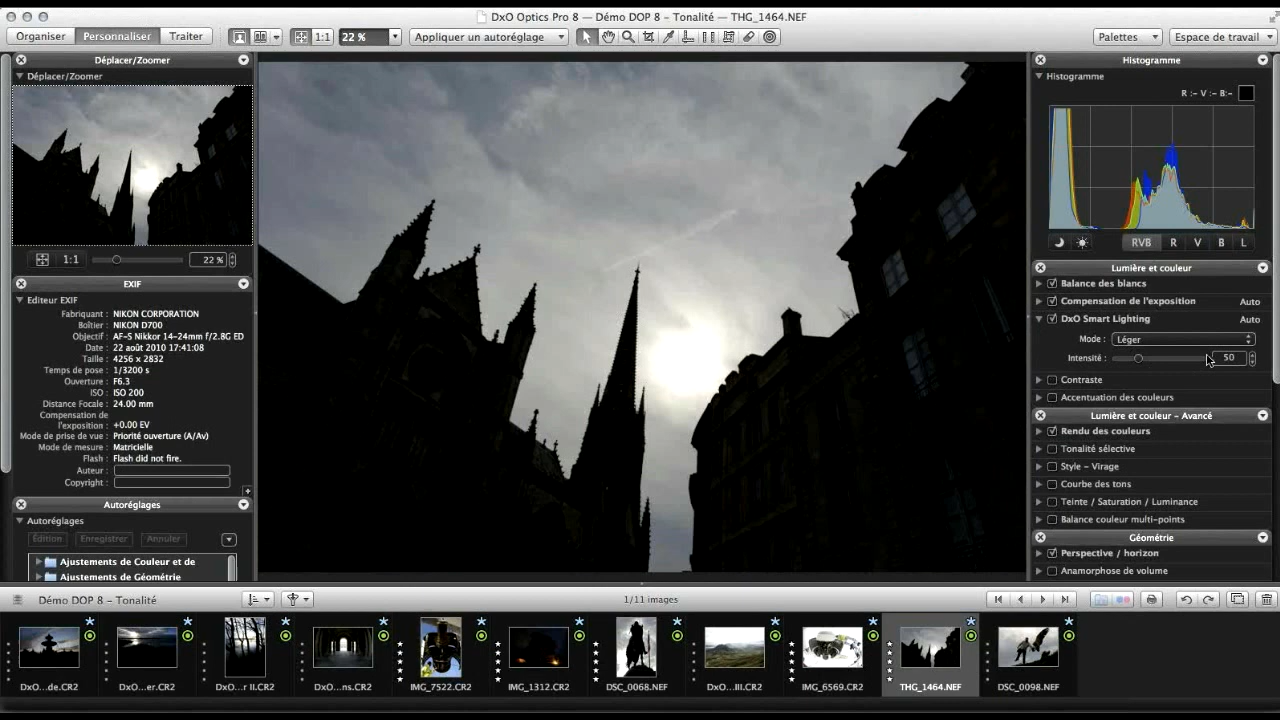 DxO Optics Pro 8 — Démo DOP 8 - Tonalité — THG_1464.NEF
Organiser Personnaliser Traiter 1:1 22 % Appliquer un autoréglage Palettes Espace de travail
Déplacer/Zoomer
Déplacer/Zoomer
1:1 22 %
EXIF
Editeur EXIF
Fabriquant : NIKON CORPORATION
Boîtier : NIKON D700
Objectif : AF-S Nikkor 14-24mm f/2.8G ED
Date : 22 août 2010 17:41:08
Taille : 4256 x 2832
Temps de pose : 1/3200 s
Ouverture : F6.3
ISO : ISO 200
Distance Focale : 24.00 mm
Compensation de
l'exposition : +0.00 EV
Mode de prise de vue : Priorité ouverture (A/Av)
Mode de mesure : Matricielle
Flash : Flash did not fire.
Auteur :
Copyright :
Autoréglages
Autoréglages
Édition Enregistrer Annuler
Ajustements de Couleur et de
Ajustements de Géométrie
Histogramme
Histogramme
R :- V :- B:-
RVB R V B L
Lumière et couleur
Balance des blancs
Compensation de l'exposition Auto
DxO Smart Lighting Auto
Mode : Léger
Intensité : 50
Contraste
Accentuation des couleurs
Lumière et couleur - Avancé
Rendu des couleurs
Tonalité sélective
Style - Virage
Courbe des tons
Teinte / Saturation / Luminance
Balance couleur multi-points
Géométrie
Perspective / horizon
Anamorphose de volume
Démo DOP 8 - Tonalité 1/11 images
DxO...de.CR2 DxO...er.CR2 DxO...r II.CR2 DxO...ns.CR2 IMG_7522.CR2 IMG_1312.CR2 DSC_0068.NEF DxO...III.CR2 IMG_6569.CR2 THG_1464.NEF DSC_0098.NEF